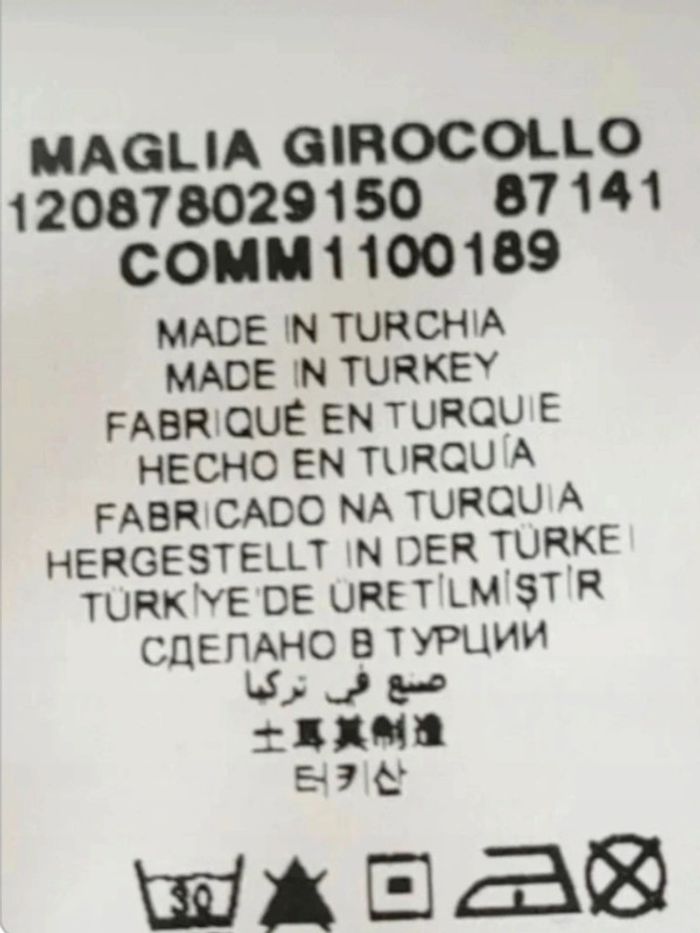 MAGLIA GIROCOLLO
120878029150 87141
COMM1100189
MADE IN TURCHIA
MADE IN TURKEY
FABRIQUÉ EN TURQUIE
HECHO EN TURQUÍA
FABRICADO NA TURQUIA
HERGESTELLT IN DER TÜRKEI
TÜRKİYE'DE ÜRETİLMİŞTİR
СДЕЛАНО В ТУРЦИИ
صنع في تركيا
土耳其制造
터키산
30